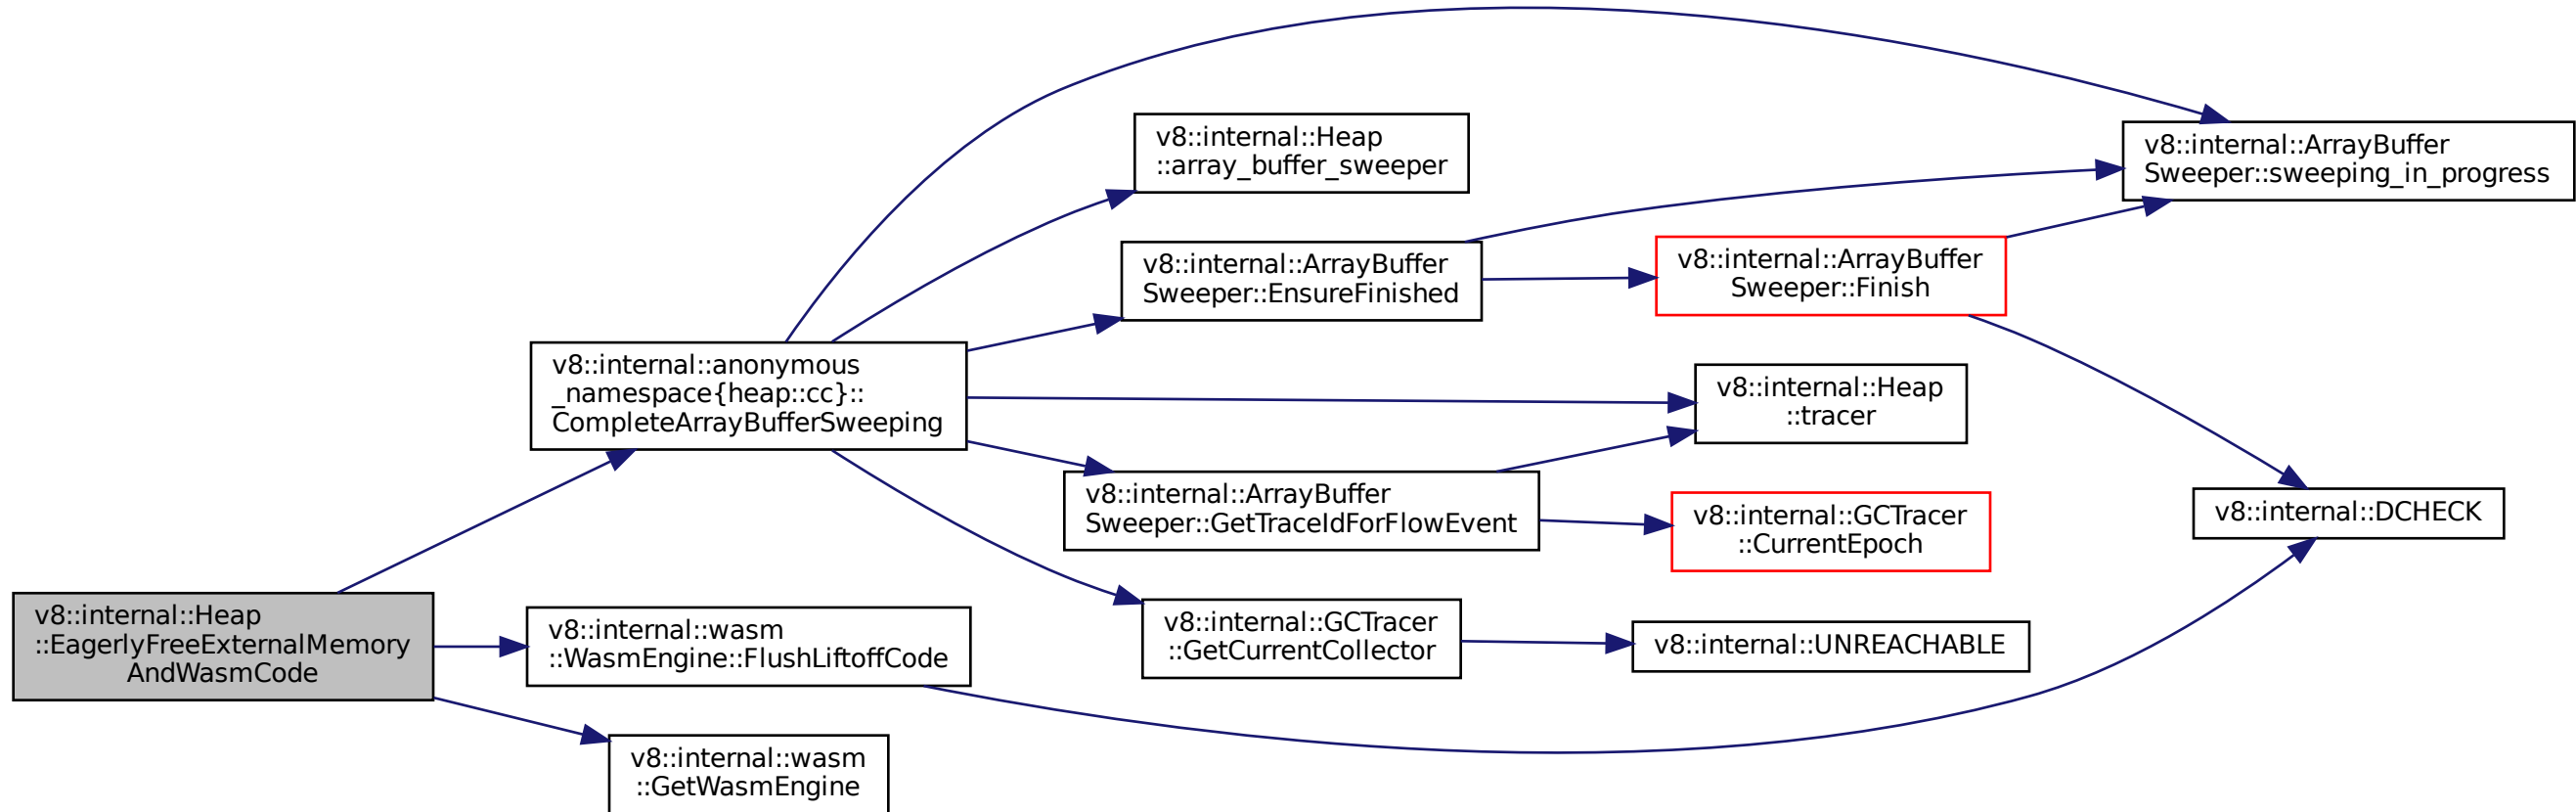 v8::internal::Heap
::EagerlyFreeExternalMemory
AndWasmCode
v8::internal::anonymous
_namespace{heap::cc}::
CompleteArrayBufferSweeping
v8::internal::wasm
::WasmEngine::FlushLiftoffCode
v8::internal::wasm
::GetWasmEngine
v8::internal::Heap
::array_buffer_sweeper
v8::internal::ArrayBuffer
Sweeper::EnsureFinished
v8::internal::ArrayBuffer
Sweeper::GetTraceIdForFlowEvent
v8::internal::GCTracer
::GetCurrentCollector
v8::internal::ArrayBuffer
Sweeper::Finish
v8::internal::Heap
::tracer
v8::internal::GCTracer
::CurrentEpoch
v8::internal::UNREACHABLE
v8::internal::ArrayBuffer
Sweeper::sweeping_in_progress
v8::internal::DCHECK